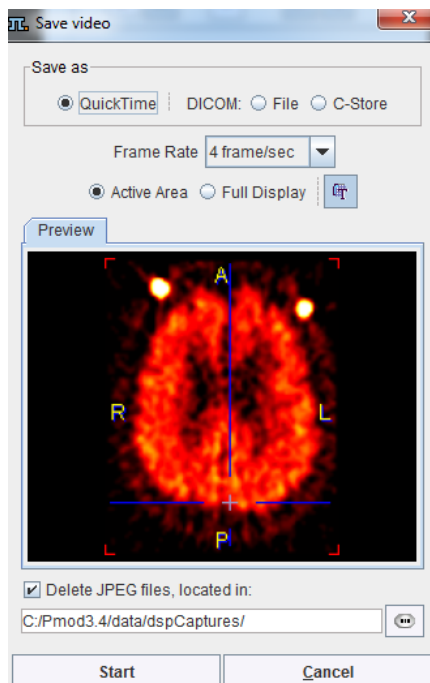 Save video
Save as
QuickTime DICOM: File C-Store
Frame Rate 4 frame/sec
Active Area Full Display
Preview
A
R L
P
Delete JPEG files, located in:
C:/Pmod3.4/data/dspCaptures/
Start Cancel